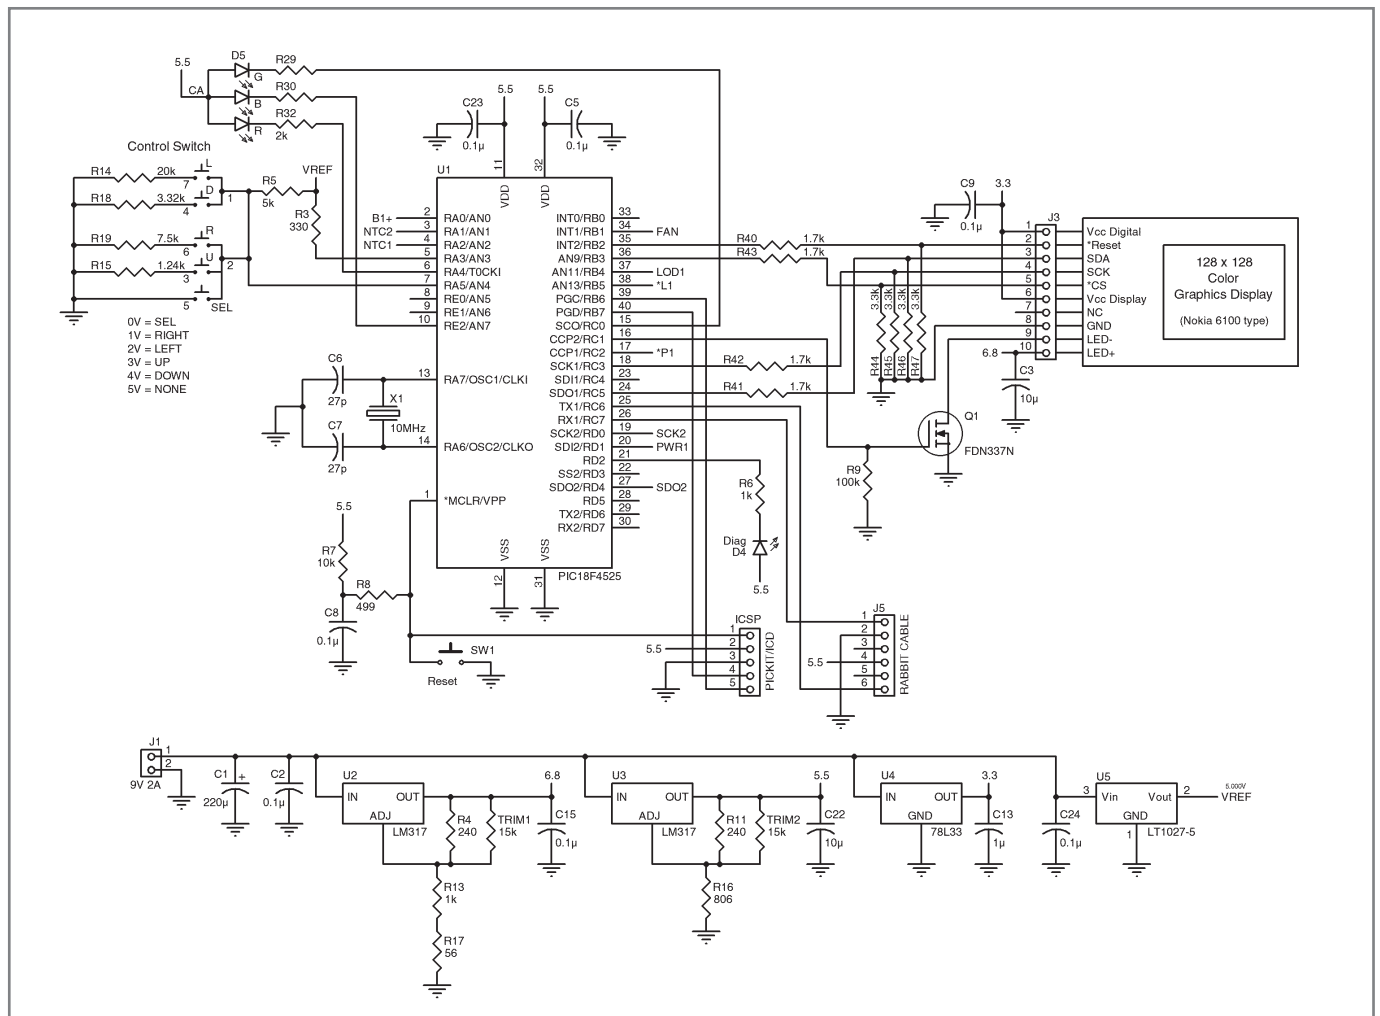 D5
R29
5.5
G
CA
R30
B
R32
R
2k
C23
5.5
5.5
C5
0.1µ
0.1µ
Control Switch
R14
20k
L
7
R18
3.32k
D
4
1
R19
7.5k
R
6
R15
1.24k
U
3
2
5
SEL
R5
5k
VREF
R3
330
0V = SEL
1V = RIGHT
2V = LEFT
3V = UP
4V = DOWN
5V = NONE
U1
11
VDD
32
VDD
B1+
2
RA0/AN0
NTC2
3
RA1/AN1
NTC1
4
RA2/AN2
5
RA3/AN3
6
RA4/T0CKI
7
RA5/AN4
8
RE0/AN5
9
RE1/AN6
10
RE2/AN7
13
RA7/OSC1/CLKI
14
RA6/OSC2/CLKO
1
*MCLR/VPP
INT0/RB0
33
INT1/RB1
34
FAN
INT2/RB2
35
AN9/RB3
36
AN11/RB4
37
LOD1
AN13/RB5
38
*L1
PGC/RB6
39
PGD/RB7
40
SCO/RC0
15
CCP2/RC1
16
CCP1/RC2
17
*P1
SCK1/RC3
18
SDI1/RC4
23
SDO1/RC5
24
TX1/RC6
25
RX1/RC7
26
SCK2/RD0
19
SCK2
SDI2/RD1
20
PWR1
RD2
21
SS2/RD3
22
SDO2/RD4
27
SDO2
RD5
28
TX2/RD6
29
RX2/RD7
30
VSS
12
VSS
31
PIC18F4525
C6
27p
X1
10MHz
C7
27p
5.5
R7
10k
R8
499
C8
0.1µ
SW1
Reset
R40
1.7k
R43
1.7k
R42
1.7k
R41
1.7k
3.3k
3.3k
3.3k
3.3k
R44
R45
R46
R47
C9
0.1µ
3.3
J3
1
Vcc Digital
2
*Reset
3
SDA
4
SCK
5
*CS
6
Vcc Display
7
NC
8
GND
9
LED-
10
LED+
128 x 128
Color
Graphics Display
(Nokia 6100 type)
6.8
C3
10µ
Q1
FDN337N
R9
100k
R6
1k
Diag
D4
5.5
ICSP
1
2
3
4
5
5.5
PICKIT/ICD
J5
1
2
3
4
5
6
5.5
RABBIT CABLE
J1
1
2
9V 2A
C1
+
220µ
C2
0.1µ
U2
IN
OUT
ADJ
LM317
R4
240
TRIM1
15k
6.8
C15
0.1µ
R13
1k
R17
56
U3
IN
OUT
ADJ
LM317
R11
240
TRIM2
15k
5.5
C22
10µ
R16
806
U4
IN
OUT
GND
78L33
3.3
C13
1µ
C24
0.1µ
U5
3
Vin
Vout
2
GND
1
LT1027-5
5.000V
VREF